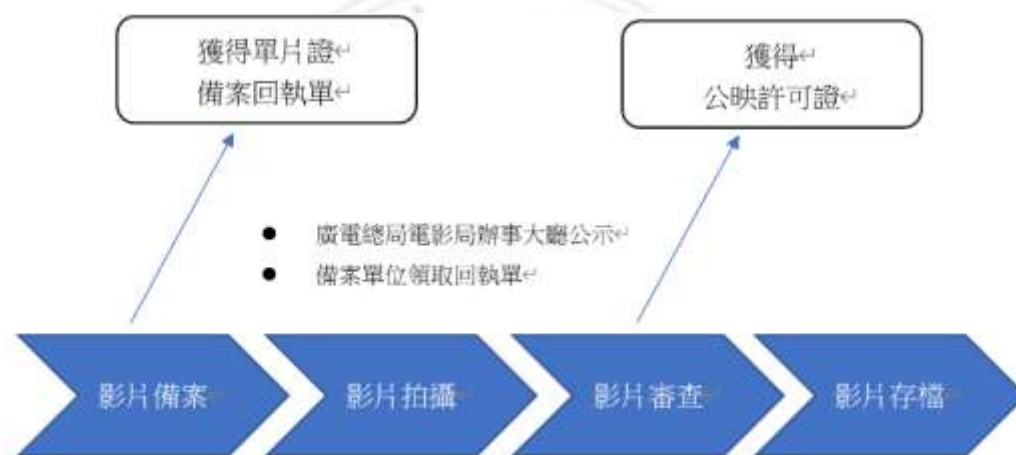 獲得單片證
備案回執單
獲得
公映許可證
● 廣電總局電影局辦事大廳公示
● 備案單位領取回執單
影片備案
影片拍攝
影片審查
影片存檔